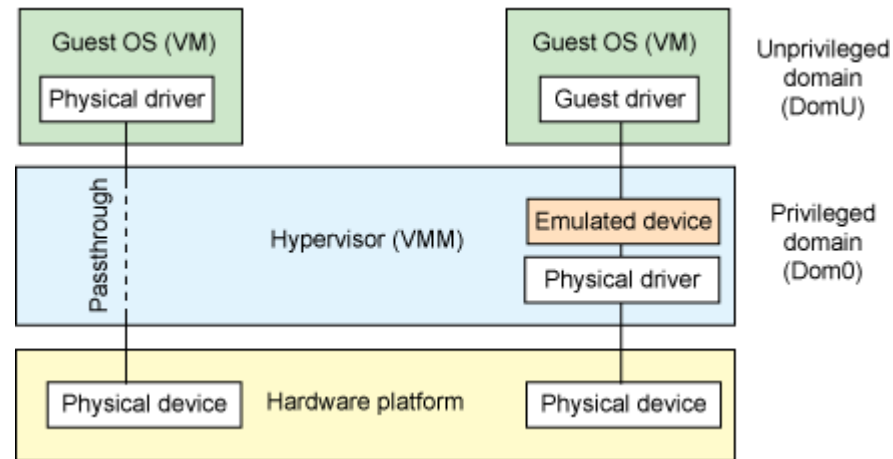 Guest OS (VM)
Physical driver
Guest OS (VM)
Guest driver
Unprivileged
domain
(DomU)
Passthrough
Hypervisor (VMM)
Emulated device
Physical driver
Privileged
domain
(Dom0)
Physical device
Hardware platform
Physical device